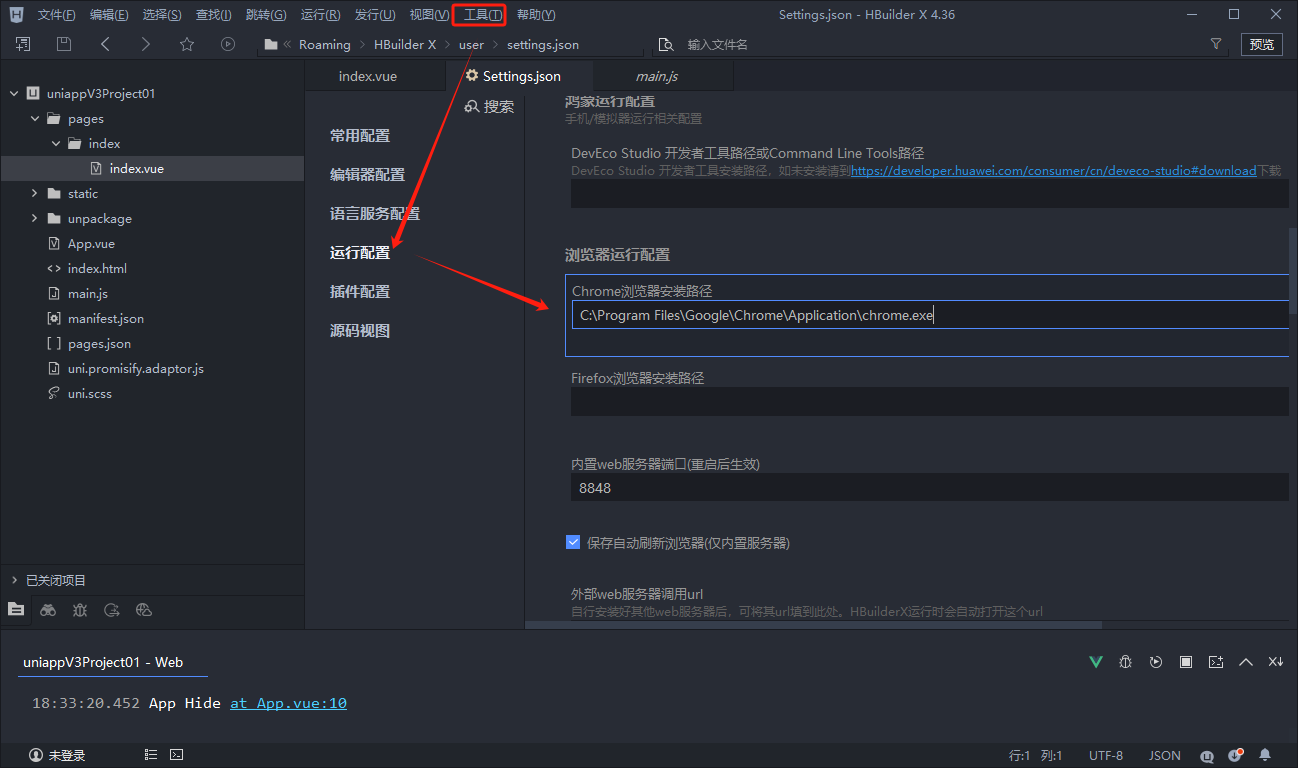 文件(F) 编辑(E) 选择(S) 查找(I) 跳转(G) 运行(R) 发行(U) 视图(V) 工具(T) 帮助(Y) Settings.json - HBuilder X 4.36
Roaming HBuilder X user settings.json 输入文件名 预览
index.vue Settings.json main.js
uniappV3Project01
pages
index
index.vue
static
unpackage
App.vue
index.html
main.js
manifest.json
pages.json
uni.promisify.adaptor.js
uni.scss
已关闭项目
搜索
常用配置
编辑器配置
语言服务配置
运行配置
插件配置
源码视图
鸿蒙运行配置
手机/模拟器运行相关配置
DevEco Studio 开发者工具路径或Command Line Tools路径
DevEco Studio 开发者工具安装路径，如未安装请到https://developer.huawei.com/consumer/cn/deveco-studio#download下载
浏览器运行配置
Chrome浏览器安装路径
C:\Program Files\Google\Chrome\Application\chrome.exe
Firefox浏览器安装路径
内置web服务器端口(重启后生效)
8848
保存自动刷新浏览器(仅内置服务器)
外部web服务器调用url
自行安装好其他web服务器后，可将其url填到此处。HBuilderX运行时会自动打开这个url
uniappV3Project01 - Web
18:33:20.452 App Hide at App.vue:10
未登录 行:1 列:1 UTF-8 JSON